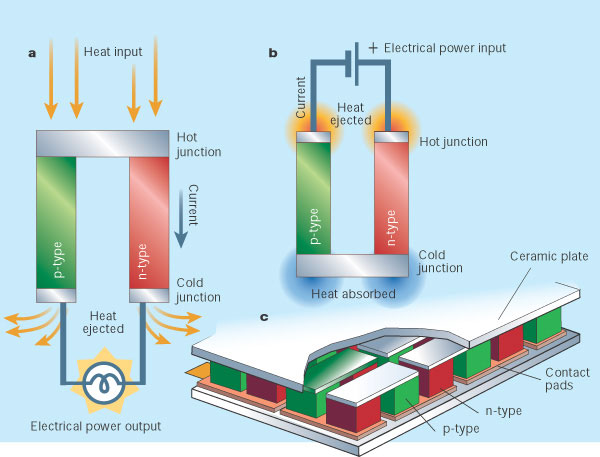 a
Heat input
Hot
junction
p-type
n-type
Current
Cold
junction
Heat
ejected
Electrical power output
b
+ Electrical power input
Current
Heat
ejected
Hot junction
p-type
n-type
Cold
junction
Heat absorbed
c
Ceramic plate
Contact
pads
n-type
p-type